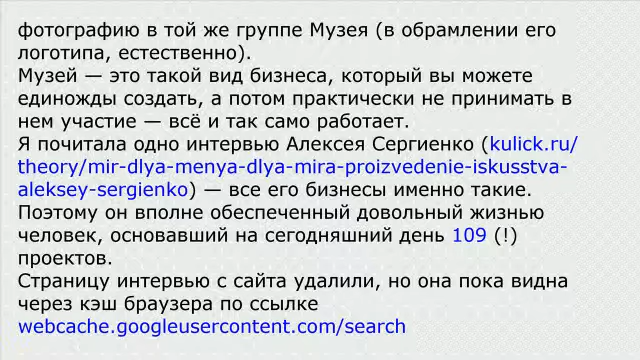 фотографию в той же группе Музея (в обрамлении его
логотипа, естественно).
Музей — это такой вид бизнеса, который вы можете
единожды создать, а потом практически не принимать в
нем участие — всё и так само работает.
Я почитала одно интервью Алексея Сергиенко (kulick.ru/
theory/mir-dlya-menya-dlya-mira-proizvedenie-iskusstva-
aleksey-sergienko) — все его бизнесы именно такие.
Поэтому он вполне обеспеченный довольный жизнью
человек, основавший на сегодняшний день 109 (!)
проектов.
Страницу интервью с сайта удалили, но она пока видна
через кэш браузера по ссылке
webcache.googleusercontent.com/search